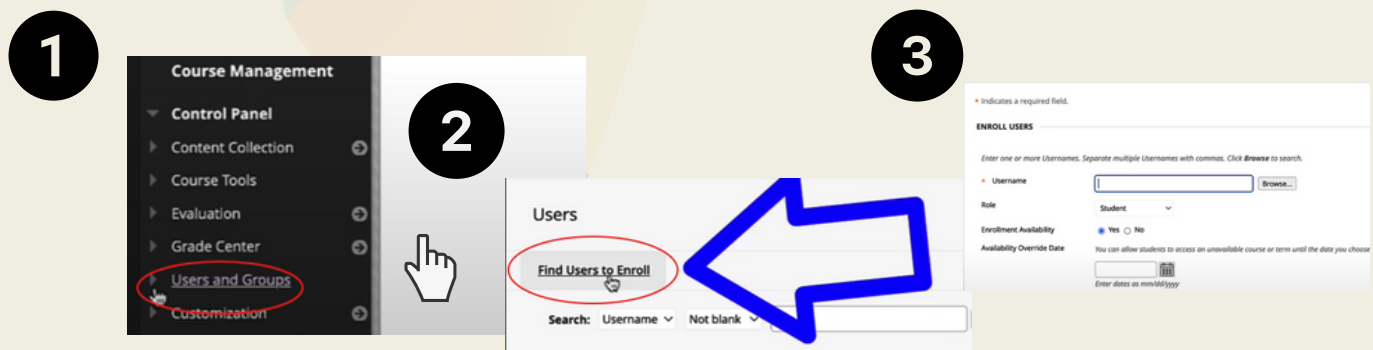 1
Course Management
Control Panel
Content Collection
Course Tools
Evaluation
Grade Center
Users and Groups
Customization
2
Users
Find Users to Enroll
Search: Username Not blank
3
* Indicates a required field.
ENROLL USERS
Enter one or more Usernames. Separate multiple Usernames with commas. Click Browse to search.
* Username Browse...
Role Student
Enrollment Availability Yes No
Availability Override Date You can allow students to access an unavailable course or term until the date you choose
Enter dates as mm/dd/yyyy